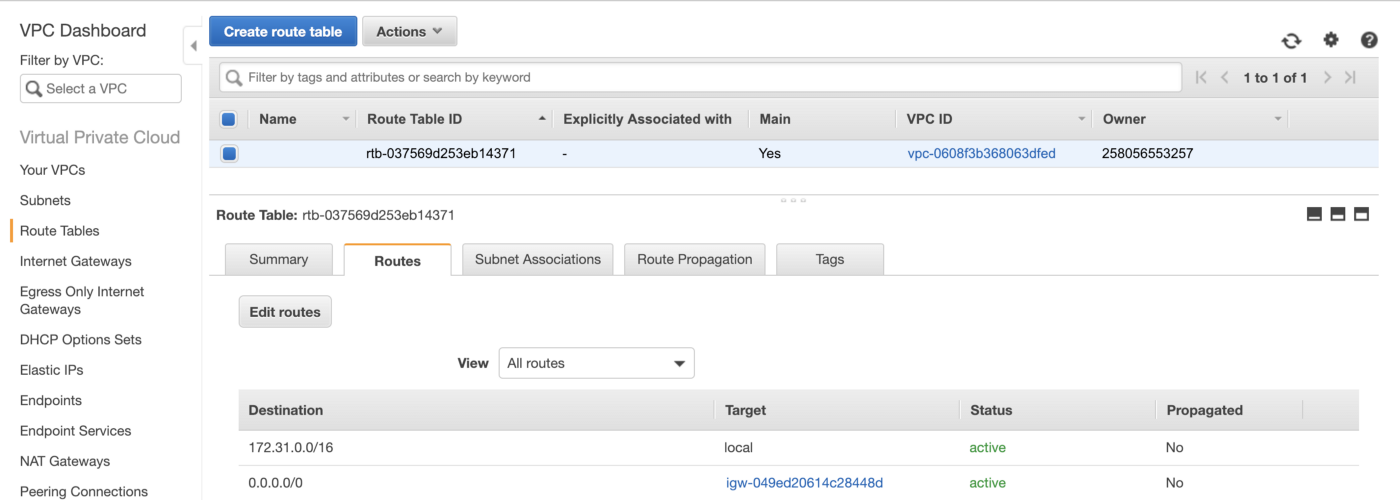 VPC Dashboard
Filter by VPC:
Select a VPC
Virtual Private Cloud
Your VPCs
Subnets
Route Tables
Internet Gateways
Egress Only Internet
Gateways
DHCP Options Sets
Elastic IPs
Endpoints
Endpoint Services
NAT Gateways
Peering Connections
Create route table Actions
Filter by tags and attributes or search by keyword 1 to 1 of 1
Name Route Table ID Explicitly Associated with Main VPC ID Owner
rtb-037569d253eb14371 - Yes vpc-0608f3b368063dfed 258056553257
Route Table: rtb-037569d253eb14371
Summary Routes Subnet Associations Route Propagation Tags
Edit routes
View All routes
Destination Target Status Propagated
172.31.0.0/16 local active No
0.0.0.0/0 igw-049ed20614c28448d active No